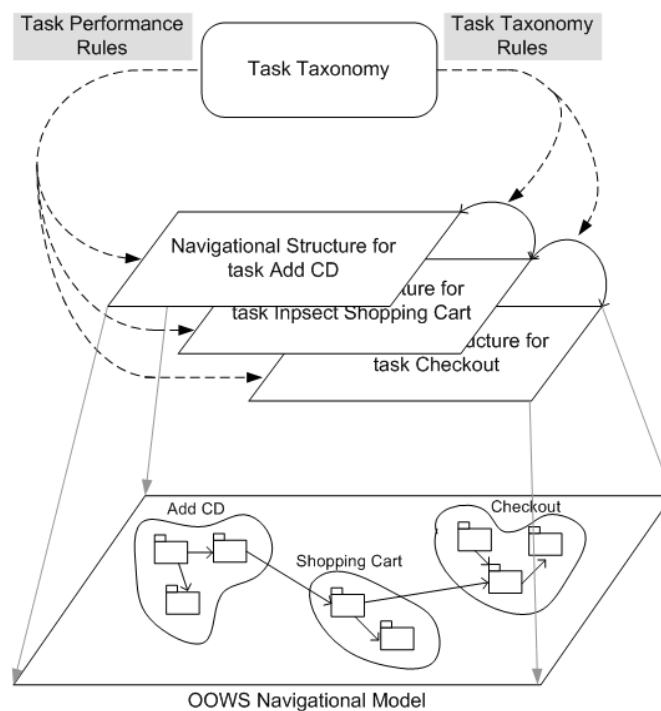 Task Performance
Rules
Task Taxonomy
Task Taxonomy
Rules
Navigational Structure for
task Add CD
ture for
task Inpsect Shopping Cart
ucture for
task Checkout
Add CD
Shopping Cart
Checkout
OOWS Navigational Model